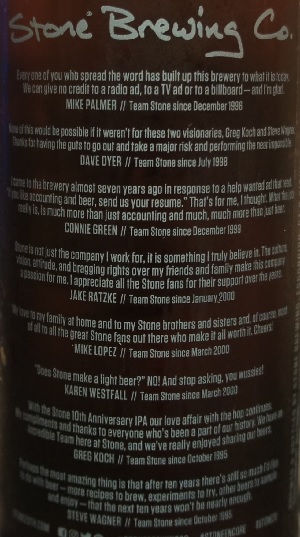 Stone Brewing Co.
Every one of you who spread the word has built up this brewery to what it is today.
We can give no credit to a radio ad, to a TV ad or to a billboard — and I'm glad.
MIKE PALMER // Team Stone since December 1996
of this would be possible if it weren't for these two visionaries, Greg Koch and Steve Wagner.
Thanks for having the guts to go out and take a major risk and performing the near impossible.
DAVE DYER // Team Stone since July 1998
came to the brewery almost seven years ago in response to a help wanted ad that read:
you like accounting and beer, send us your resume." That's for me, I thought. What the job
really is, is much more than just accounting and much, much more than just beer.
CONNIE GREEN // Team Stone since December 1999
Stone is not just the company I work for, it is something I truly believe in. The culture,
vision, attitude, and bragging rights over my friends and family make this company
a passion for me. I appreciate all the Stone fans for their support over the years.
JAKE RATZKE // Team Stone since January 2000
love to my family at home and to my Stone brothers and sisters and, of course,
of all to all the great Stone fans out there who make it all worth it. Cheers!
MIKE LOPEZ // Team Stone since March 2000
"Does Stone make a light beer?" NO! And stop asking, you wussies!
KAREN WESTFALL // Team Stone since March 2000
With the Stone 10th Anniversary IPA our love affair with the hop continues.
compliments and thanks to everyone who's been a part of our history. We have an
incredible Team here at Stone, and we've really enjoyed sharing our beers.
GREG KOCH // Team Stone since October 1995
Perhaps the most amazing thing is that after ten years there's still so much
to do with beer — more recipes to brew, experiments to try, other beers to
and enjoy — that the next ten years won't be nearly enough.
STEVE WAGNER // Team Stone since October 1995